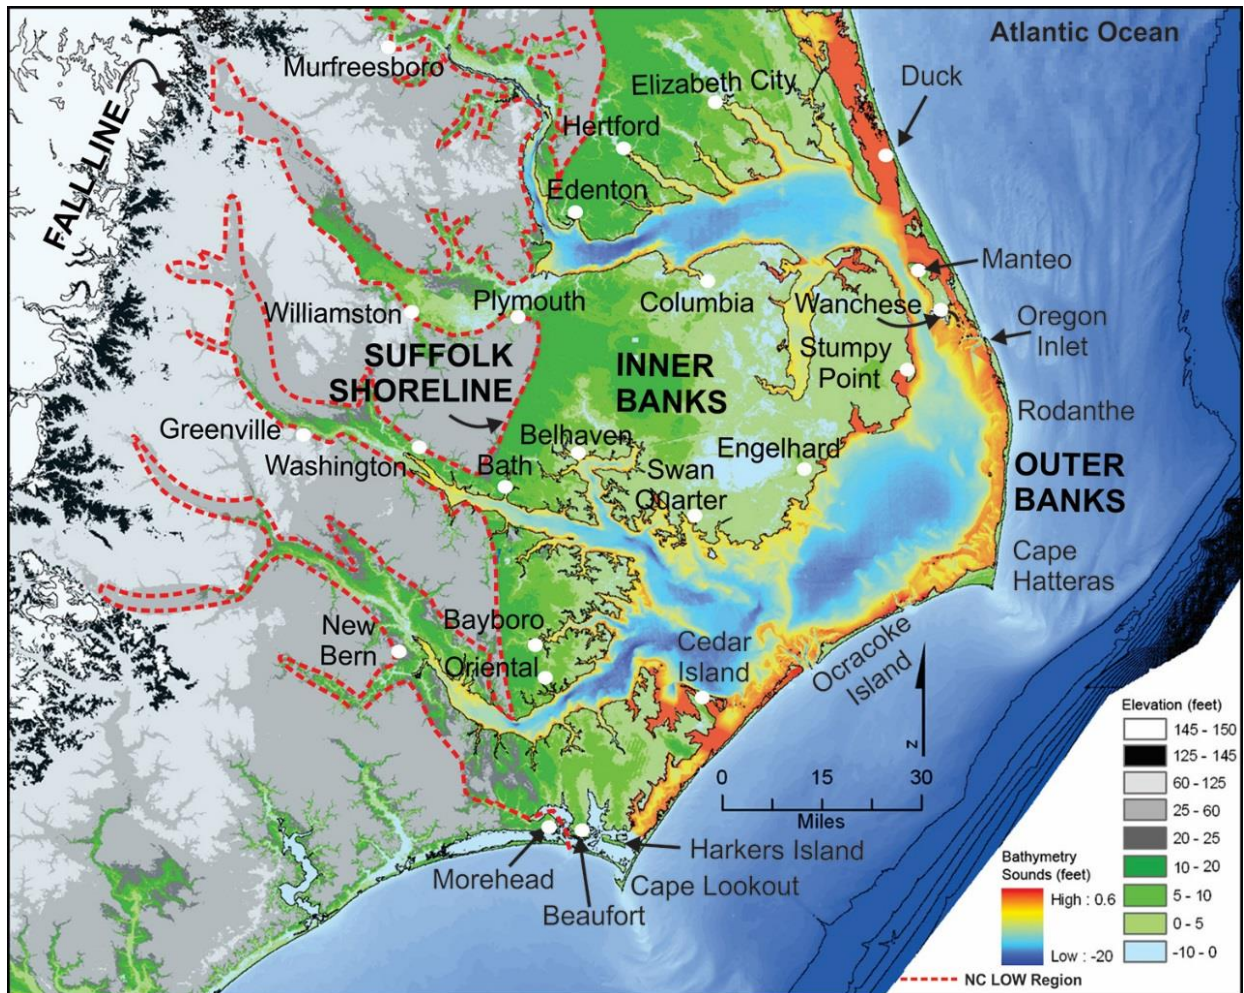 Atlantic Ocean
Murfreesboro
Elizabeth City
Duck
FALL LINE
Hertford
Edenton
Manteo
Williamston
Plymouth
Columbia
Wanchese
Oregon
Inlet
SUFFOLK
SHORELINE
INNER
BANKS
Stumpy
Point
Rodanthe
Greenville
Washington
Belhaven
Bath
Swan
Quarter
Engelhard
OUTER
BANKS
Cape
Hatteras
New
Bern
Bayboro
Oriental
Cedar
Island
Ocracoke
Island
N
0 15 30
Miles
Harkers Island
Morehead
Cape Lookout
Beaufort
Elevation (feet)
145 - 150
125 - 145
60 - 125
25 - 60
20 - 25
10 - 20
5 - 10
0 - 5
-10 - 0
Bathymetry
Sounds (feet)
High : 0.6
Low : -20
NC LOW Region